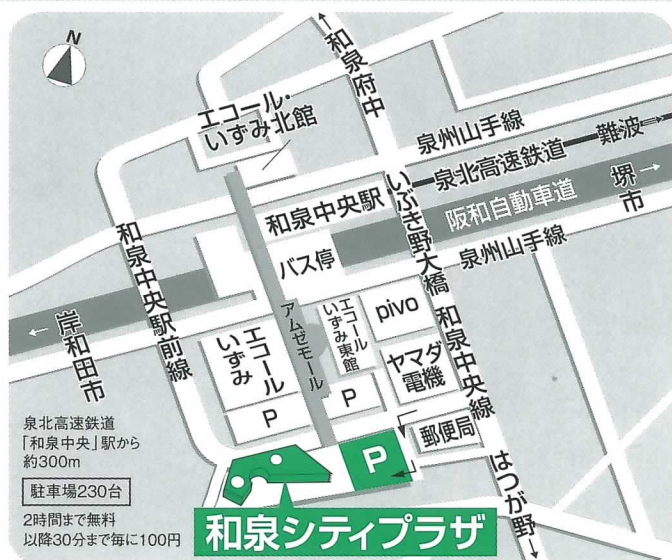 N
↑和泉府中
エコール・
いずみ北館
泉州山手線
泉北高速鉄道
難波→
和泉中央駅
いぶき野大橋
阪和自動車道
堺市→
バス停
泉州山手線
和泉中央駅前線
アムゼモール
エコール
いずみ東館
pivo
和泉中央線
←岸和田市
エコール
いずみ
ヤマダ
電機
P
P
郵便局
P
はつが野→
泉北高速鉄道
「和泉中央」駅から
約300m
駐車場230台
2時間まで無料
以降30分まで毎に100円
和泉シティプラザ